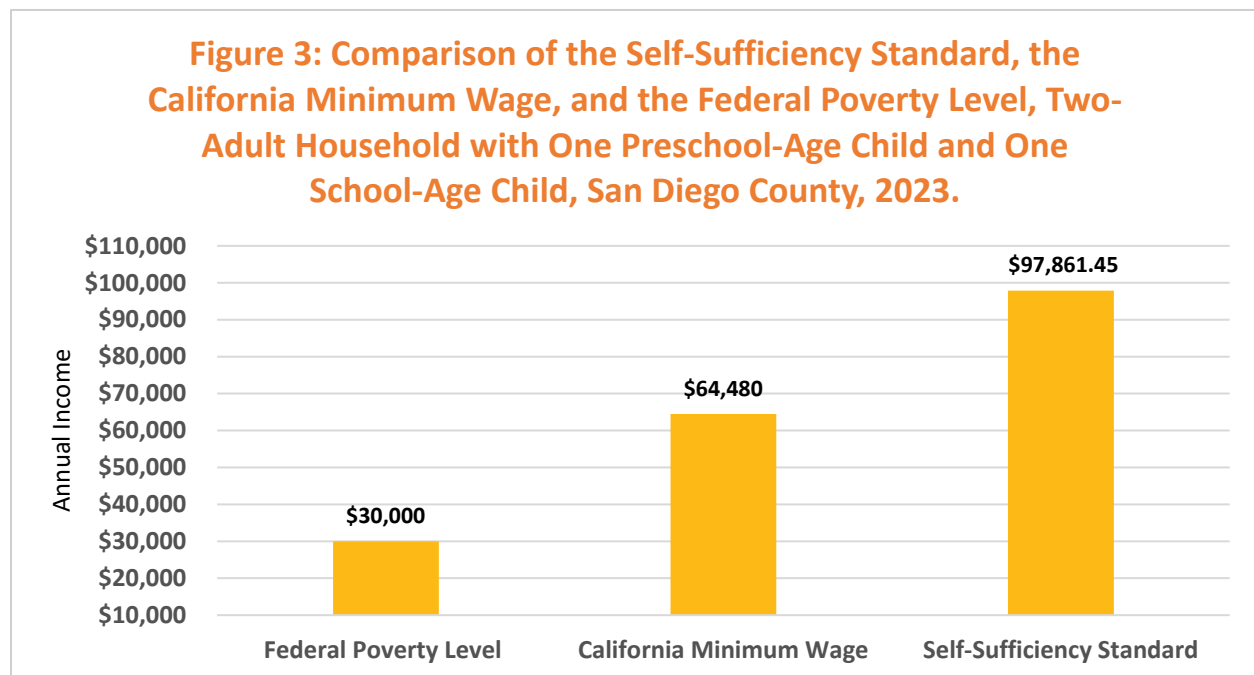 Figure 3: Comparison of the Self-Sufficiency Standard, the
California Minimum Wage, and the Federal Poverty Level, Two-
Adult Household with One Preschool-Age Child and One
School-Age Child, San Diego County, 2023.
Annual Income
$110,000
$100,000
$90,000
$80,000
$70,000
$60,000
$50,000
$40,000
$30,000
$20,000
$10,000
$30,000
$64,480
$97,861.45
Federal Poverty Level
California Minimum Wage
Self-Sufficiency Standard